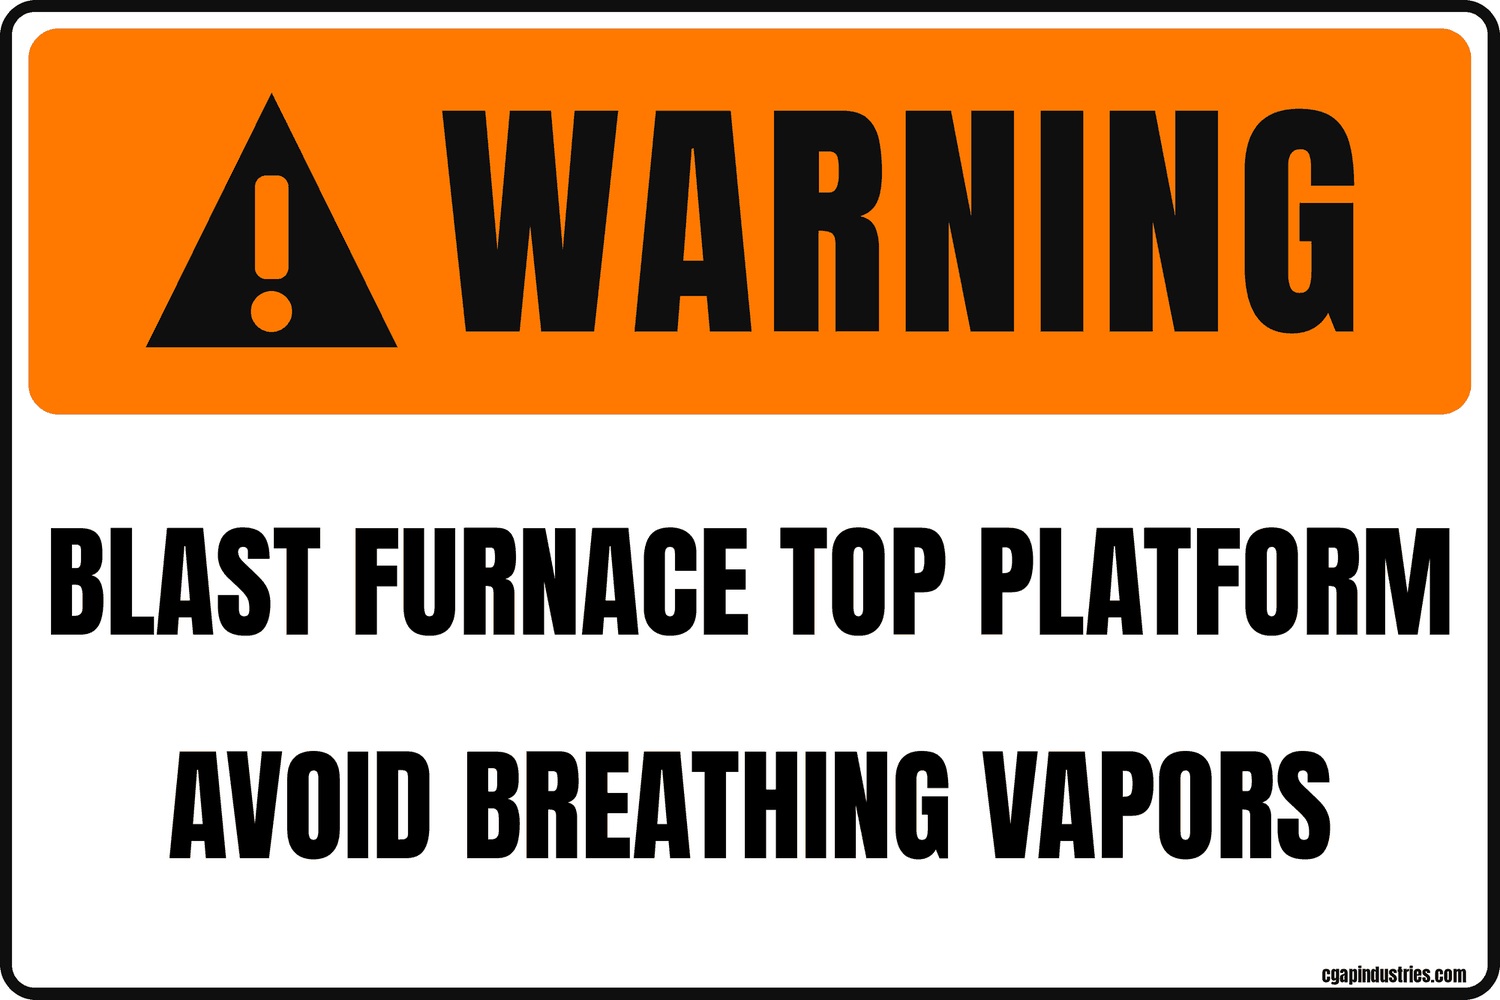 WARNING
BLAST FURNACE TOP PLATFORM
AVOID BREATHING VAPORS
cgapindustries.com